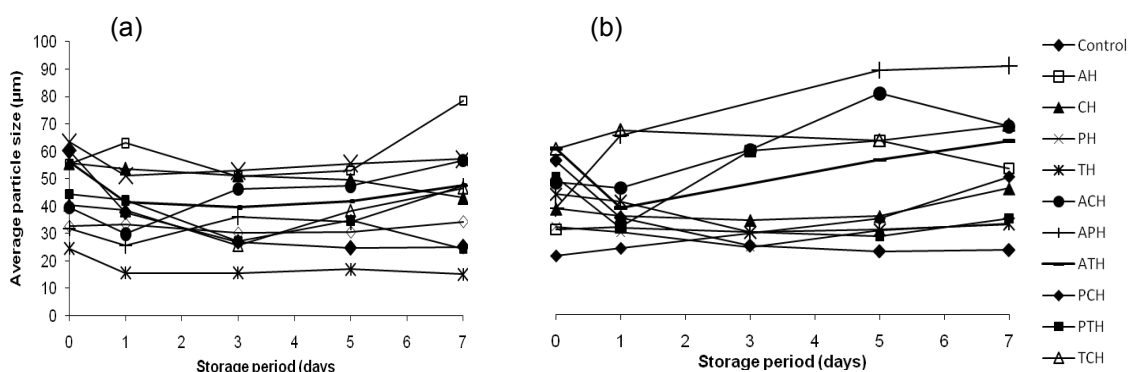 (a) (b)
Average particle size (µm)
100
90
80
70
60
50
40
30
20
10
0
0 1 2 3 4 5 6 7
Storage period (days
0 1 2 3 4 5 6 7
Storage period (days)
Control
AH
CH
PH
TH
ACH
APH
ATH
PCH
PTH
TCH